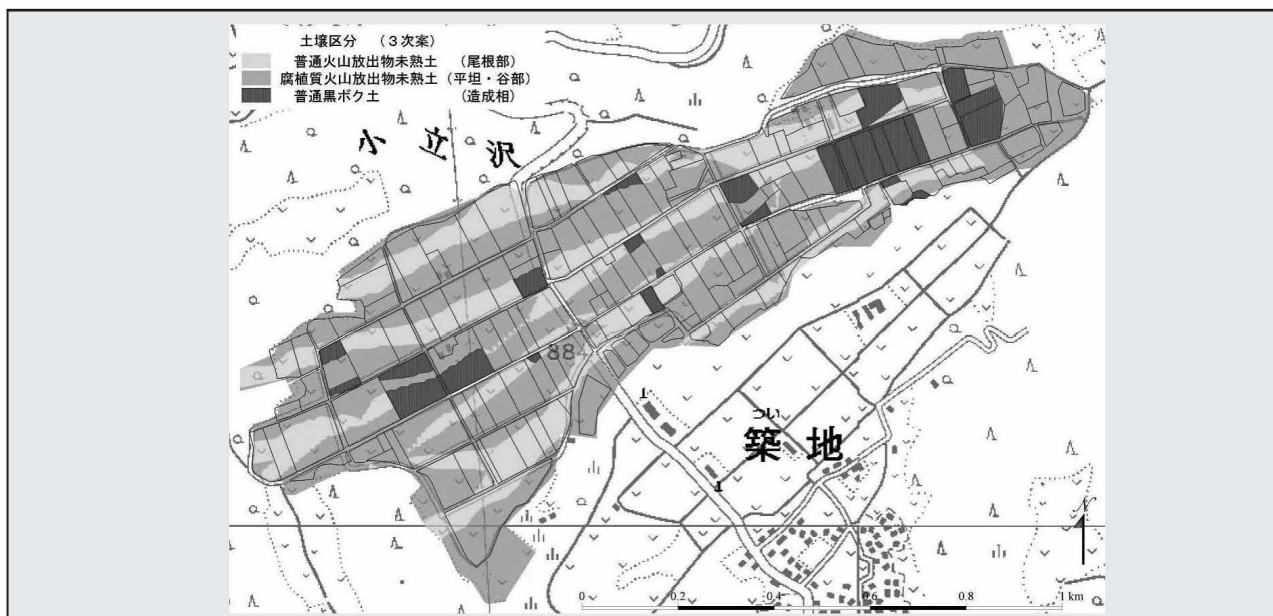 土壌区分 （３次案）
普通火山放出物未熟土 （尾根部）
腐植質火山放出物未熟土 （平坦・谷部）
普通黒ボク土 （造成相）
小立沢
884
つい
築地
N
0 0.2 0.4 0.6 0.8 1 km